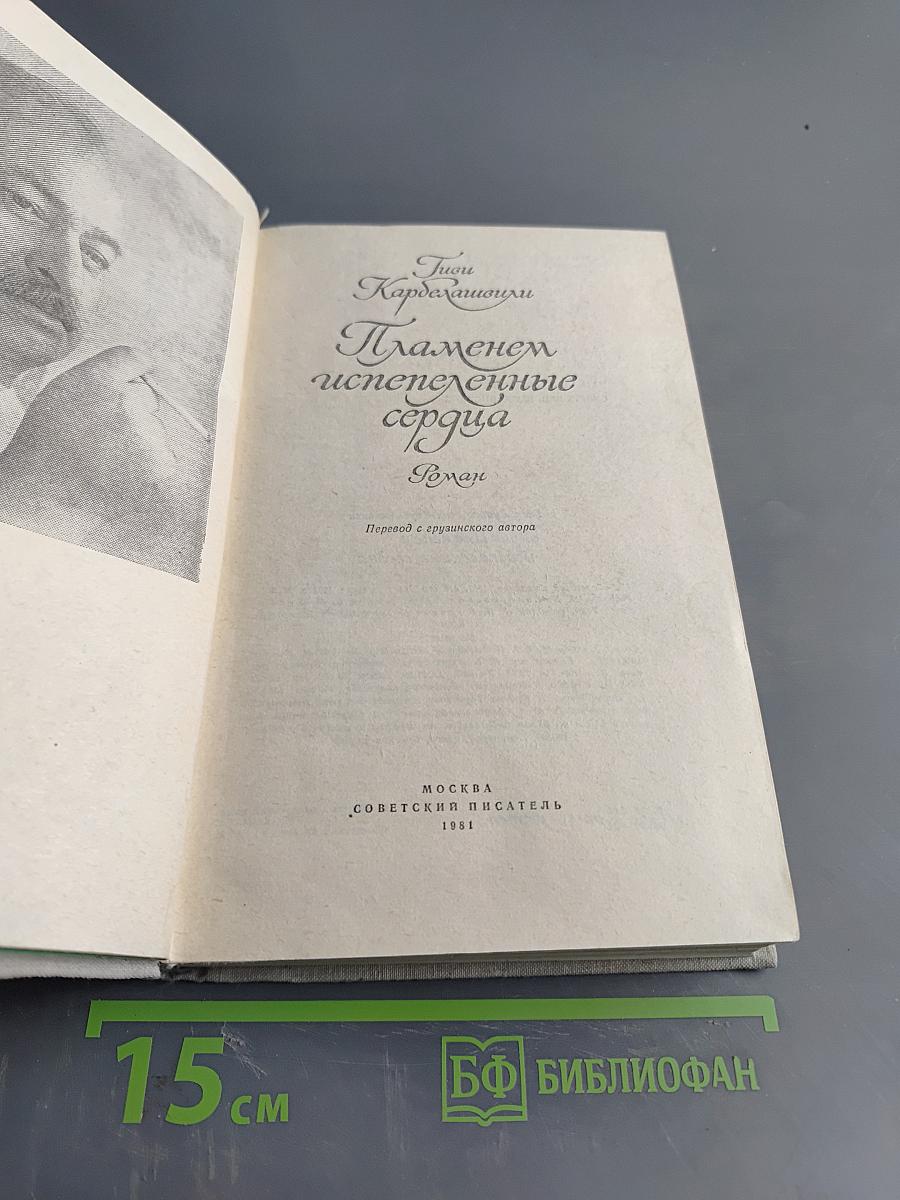 Гиви
Карбелашвили
Пламенем
испепеленные
сердца
Роман
Перевод с грузинского автора
МОСКВА
СОВЕТСКИЙ ПИСАТЕЛЬ
1981
15 см
БФ БИБЛИОФАН